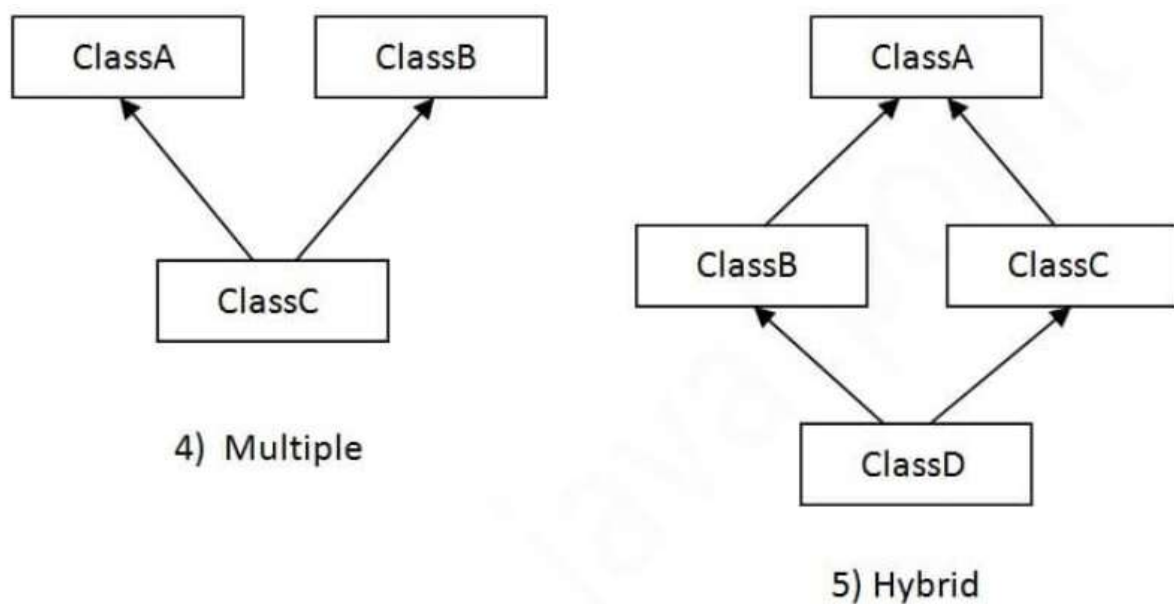 ClassA
ClassB
ClassC
4) Multiple
ClassA
ClassB
ClassC
ClassD
5) Hybrid